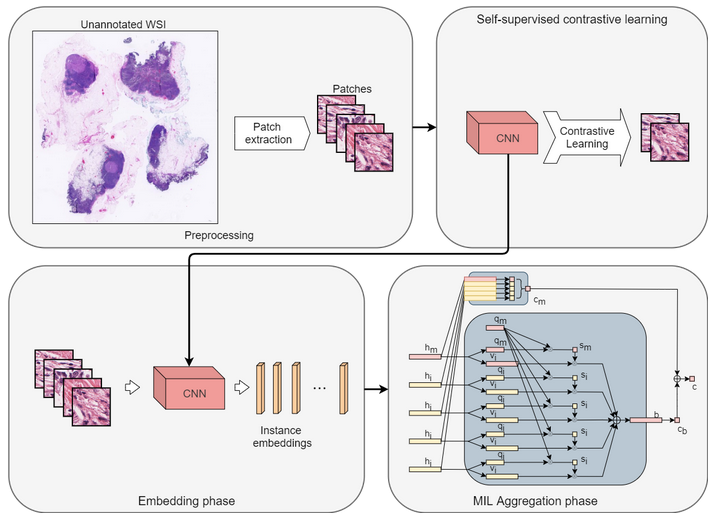 Unannotated WSI
Patches
Patch
extraction
Preprocessing
Self-supervised contrastive learning
CNN
Contrastive
Learning
CNN
Instance
embeddings
...
Embedding phase
c_m
q_m
h_m
q_m
v_i
s_m
h_i
q_i
v_i
s_i
h_i
q_i
v_i
s_i
h_i
q_i
v_i
s_i
h_i
q_i
v_i
s_i
b
c_b
c
MIL Aggregation phase